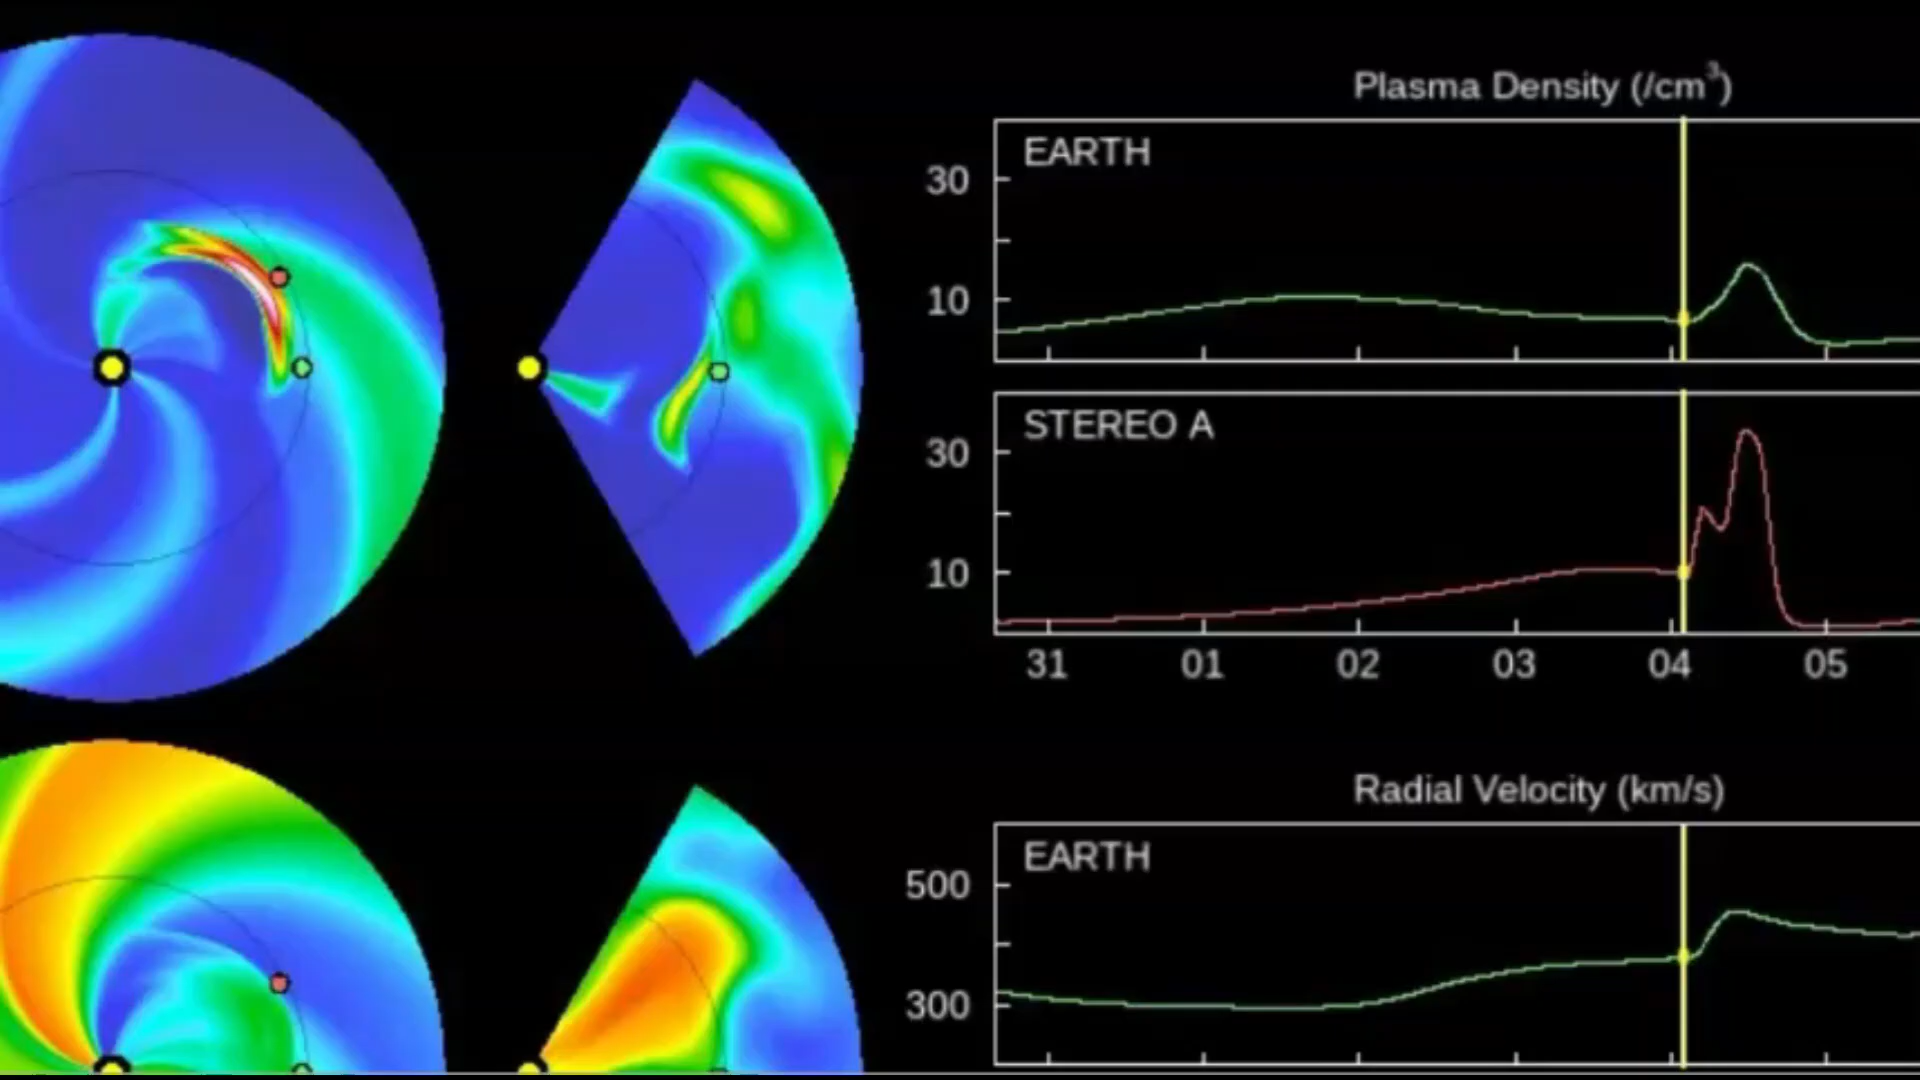 Plasma Density (/cm³)
EARTH
30
10
STEREO A
30
10
31 01 02 03 04 05
Radial Velocity (km/s)
EARTH
500
300